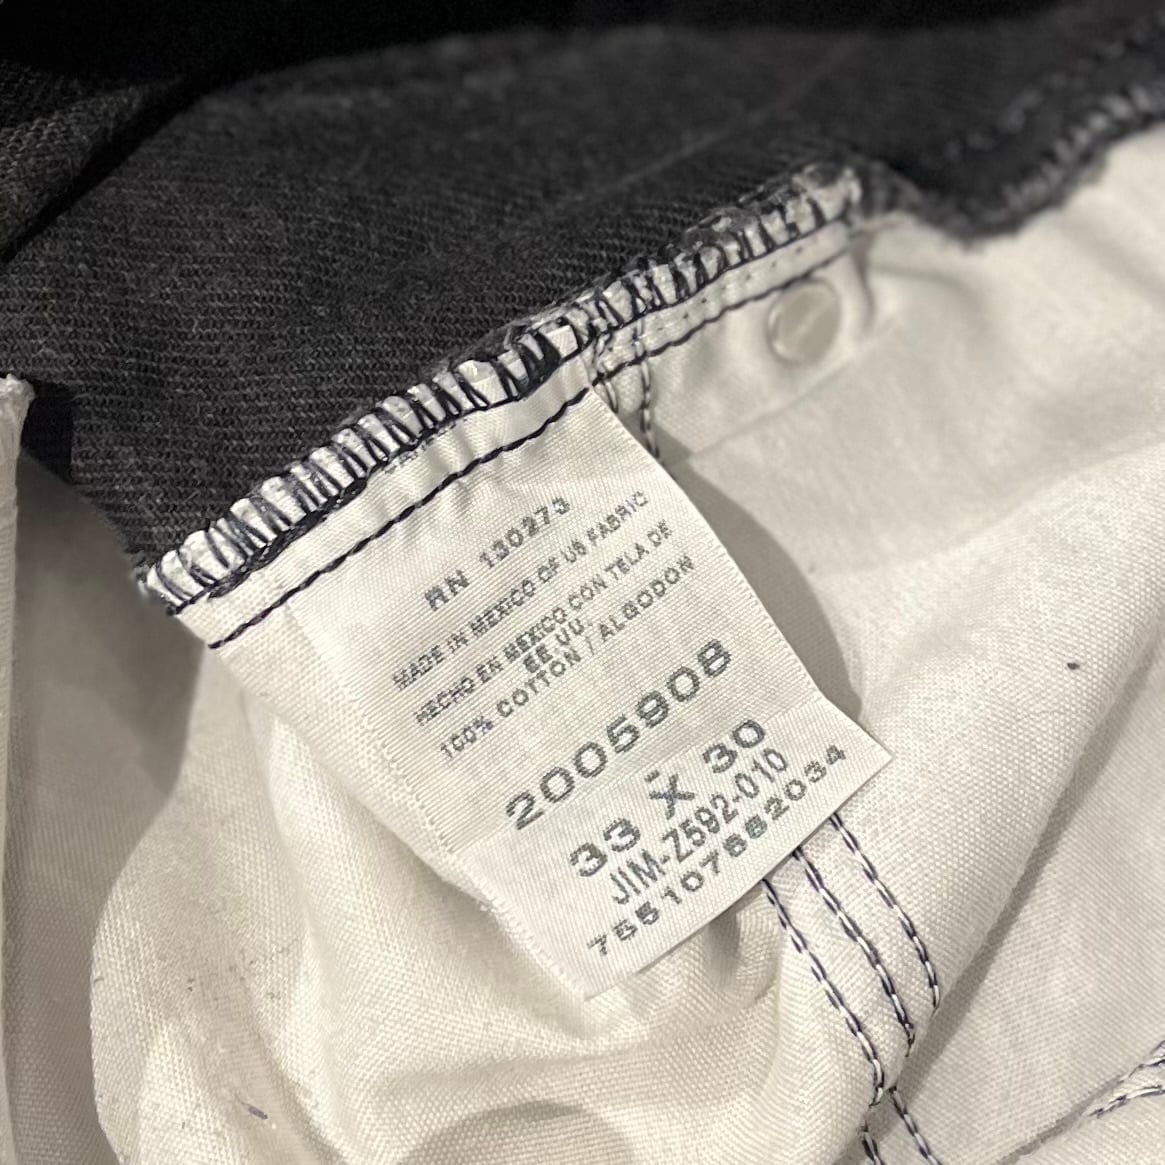 RN 130273
MADE IN MEXICO OF US FABRIC
HECHO EN MEXICO CON TELA DE
EE.UU.
100% COTTON / ALGODON
2005908
33 X 30
JIM-Z592-010
755107682034